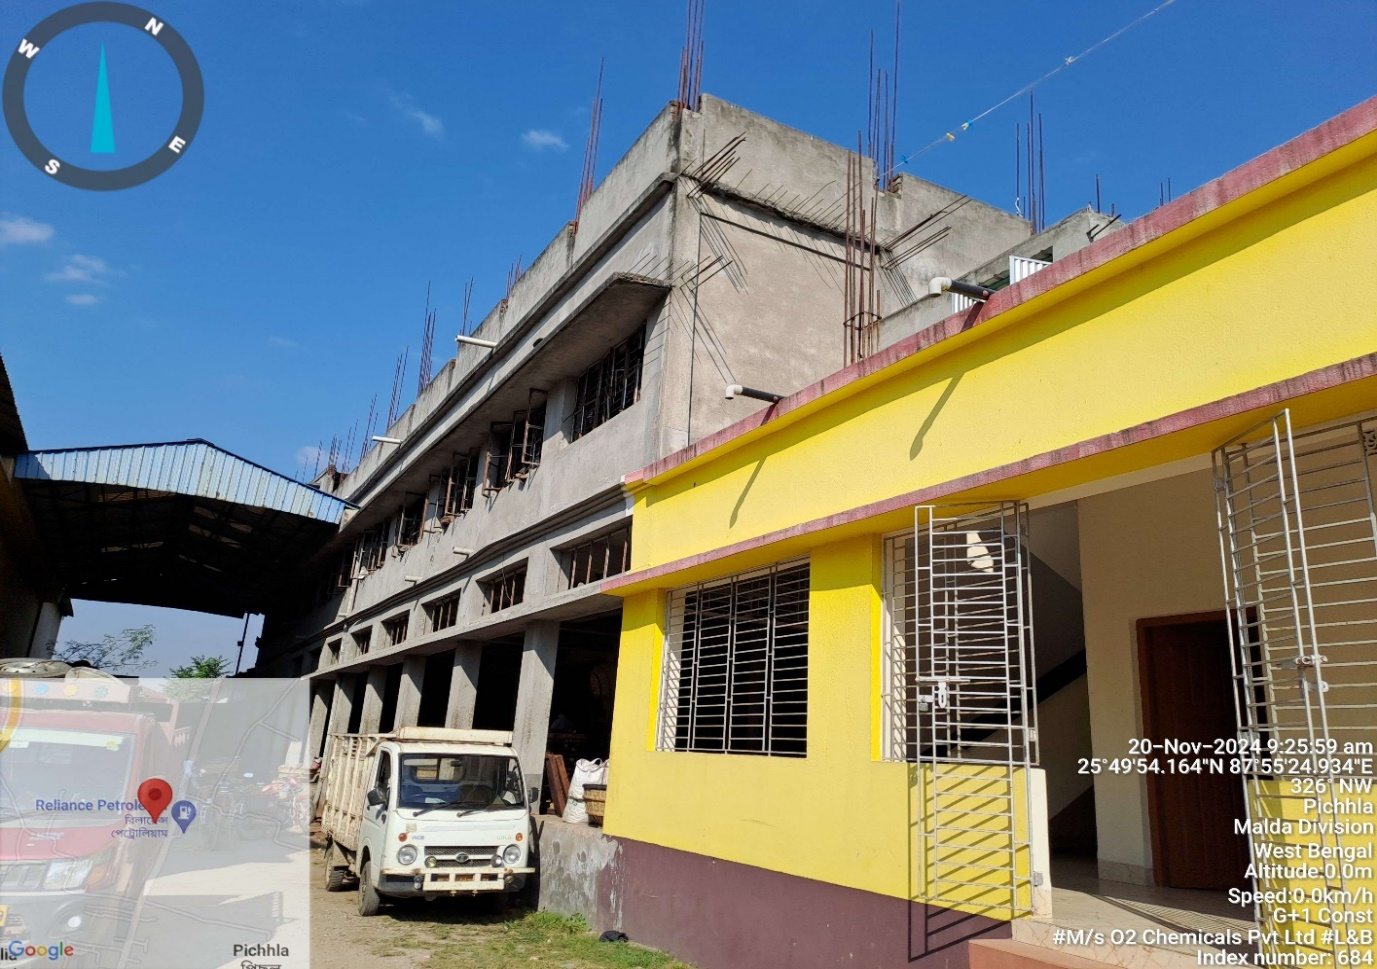 N
W
E
S
20-Nov-2024 9:25:59 am
25°49'54.164"N 87°55'24.934"E
326° NW
Pichhla
Malda Division
West Bengal
Altitude:0.0m
Speed:0.0km/h
G+1 Const
#M/s O2 Chemicals Pvt Ltd #L&B
Index number: 684
Reliance Petrole
রিলায়েন্স
পেট্রোলিয়াম
Google
Pichhla
পিছলা